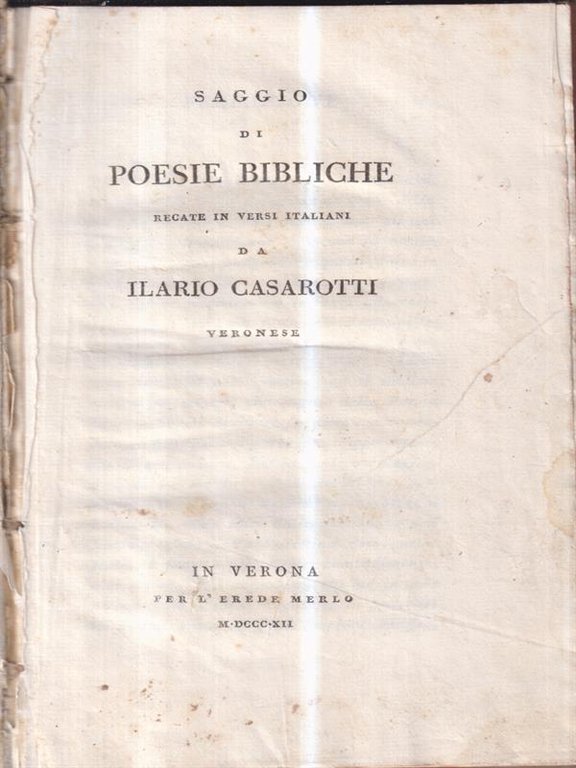 SAGGIO
DI
POESIE BIBLICHE
RECATE IN VERSI ITALIANI
DA
ILARIO CASAROTTI
VERONESE
IN VERONA
PER L'EREDE MERLO
M·DCCC·XII